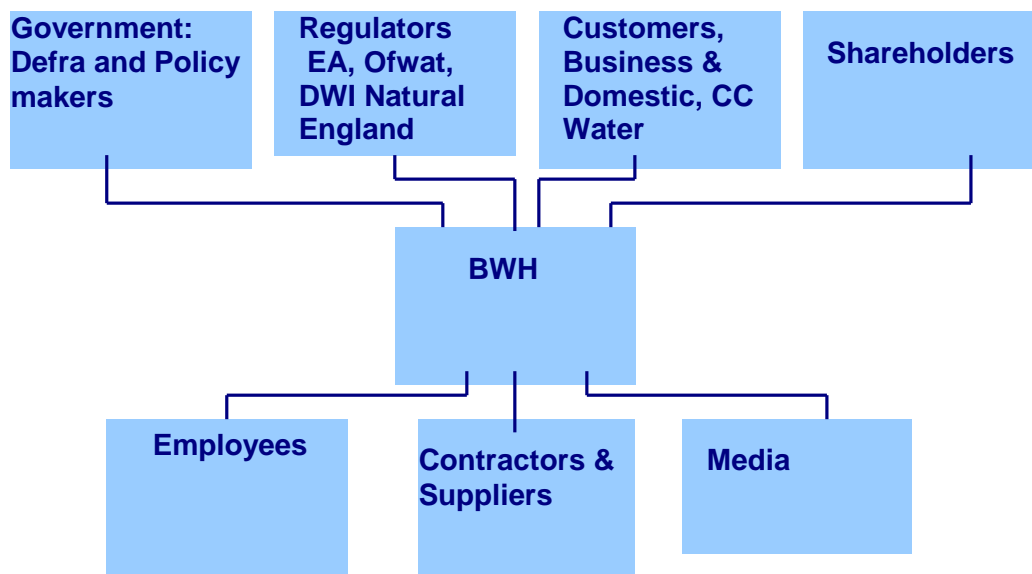 Government:
Defra and Policy
makers
Regulators
EA, Ofwat,
DWI Natural
England
Customers,
Business &
Domestic, CC
Water
Shareholders
BWH
Employees
Contractors &
Suppliers
Media